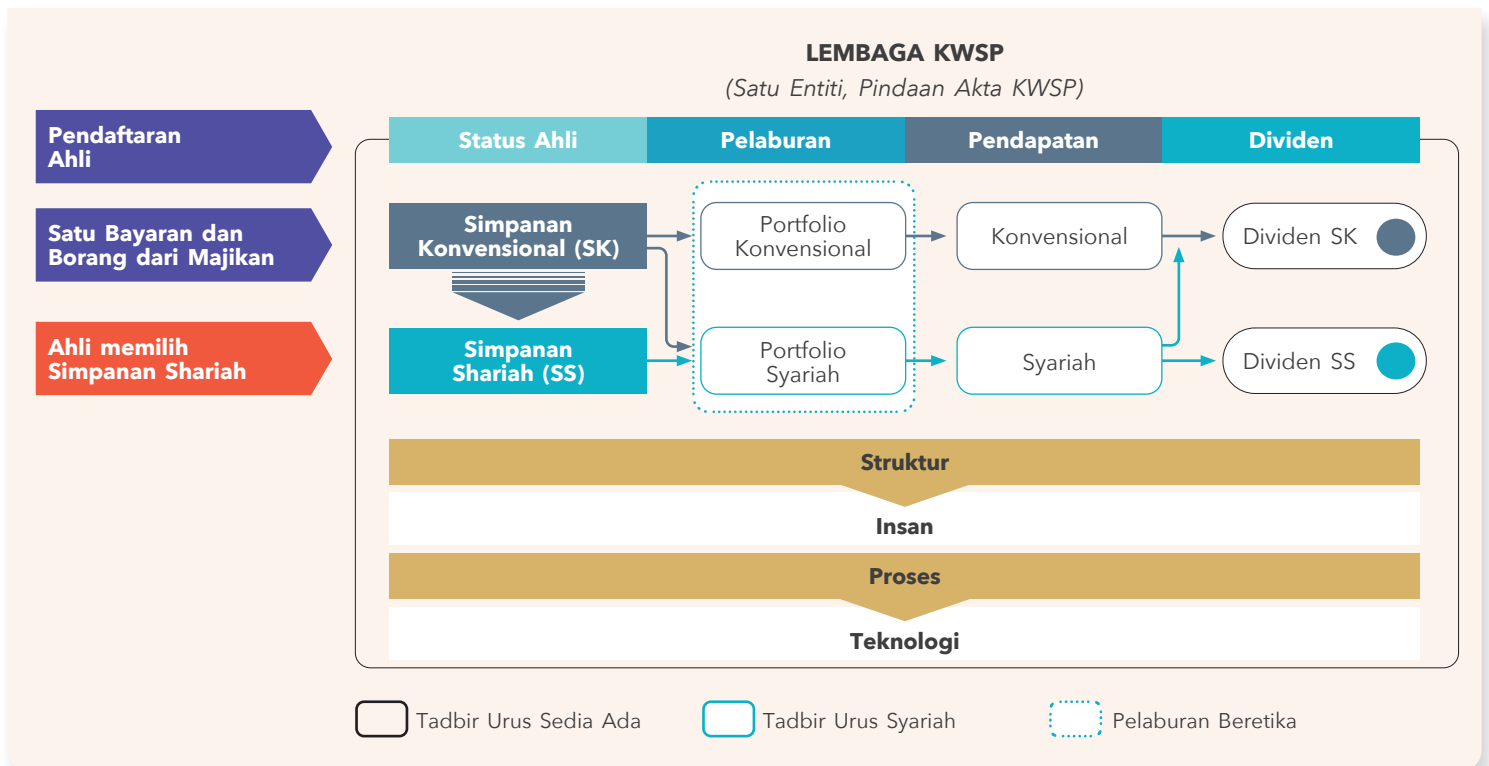 LEMBAGA KWSP
(Satu Entiti, Pindaan Akta KWSP)
Pendaftaran
Ahli
Satu Bayaran dan
Borang dari Majikan
Ahli memilih
Simpanan Shariah
Status Ahli
Pelaburan
Pendapatan
Dividen
Simpanan
Konvensional (SK)
Portfolio
Konvensional
Konvensional
Dividen SK
Simpanan
Shariah (SS)
Portfolio
Syariah
Syariah
Dividen SS
Struktur
Insan
Proses
Teknologi
Tadbir Urus Sedia Ada
Tadbir Urus Syariah
Pelaburan Beretika